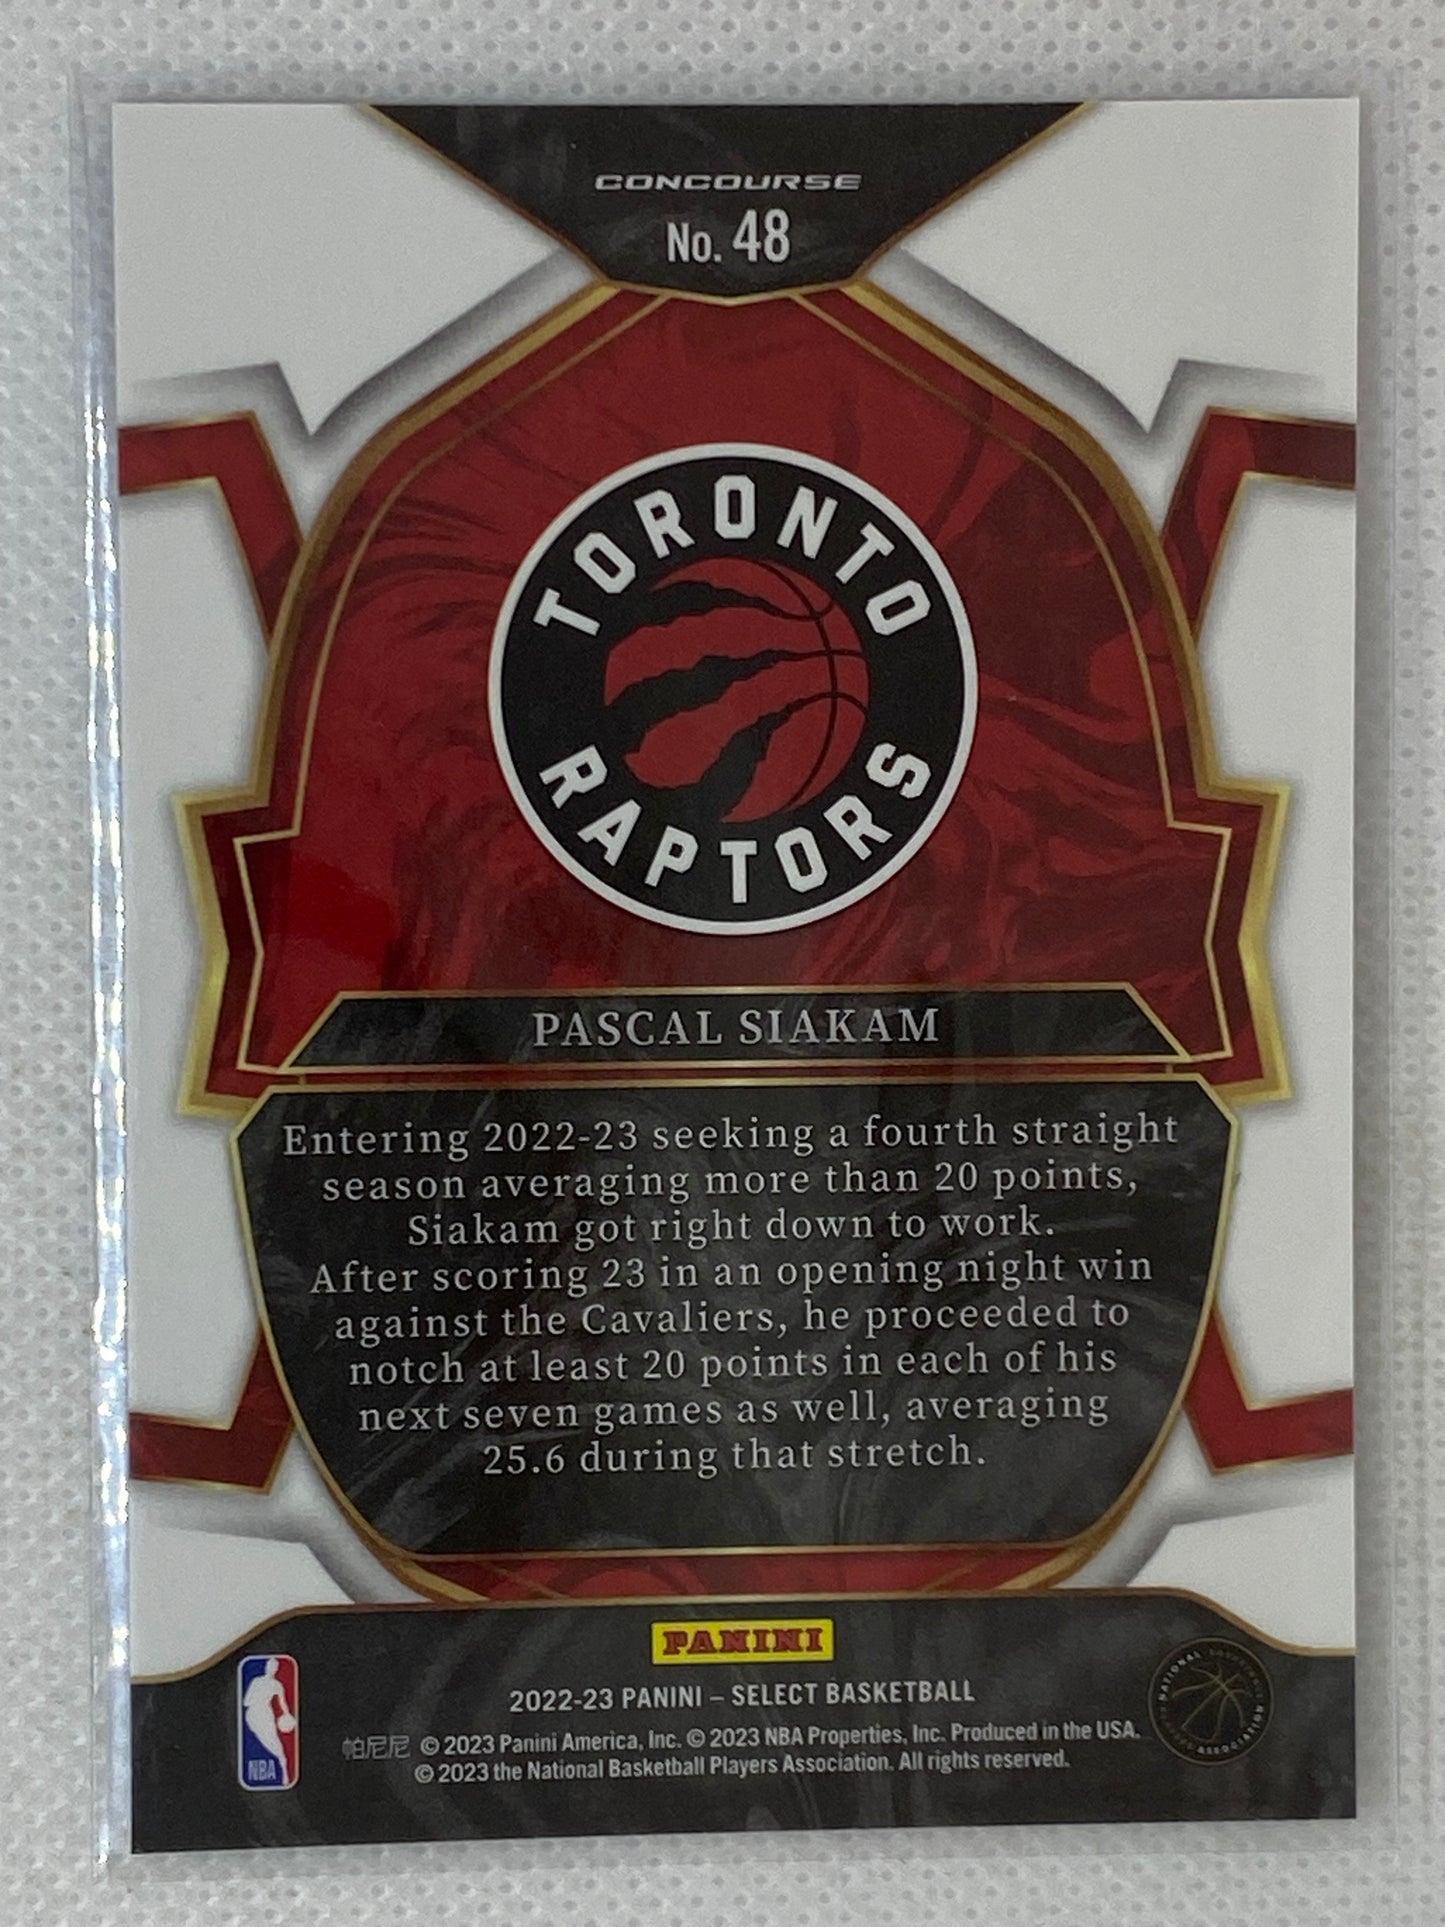 CONCOURSE
No. 48
TORONTO
RAPTORS
PASCAL SIAKAM
Entering 2022-23 seeking a fourth straight
season averaging more than 20 points,
Siakam got right down to work.
After scoring 23 in an opening night win
against the Cavaliers, he proceeded to
notch at least 20 points in each of his
next seven games as well, averaging
25.6 during that stretch.
PANINI
2022-23 PANINI – SELECT BASKETBALL
帕尼尼 © 2023 Panini America, Inc. © 2023 NBA Properties, Inc. Produced in the USA.
© 2023 the National Basketball Players Association. All rights reserved.
NBA
NATIONAL BASKETBALL PLAYERS ASSOCIATION